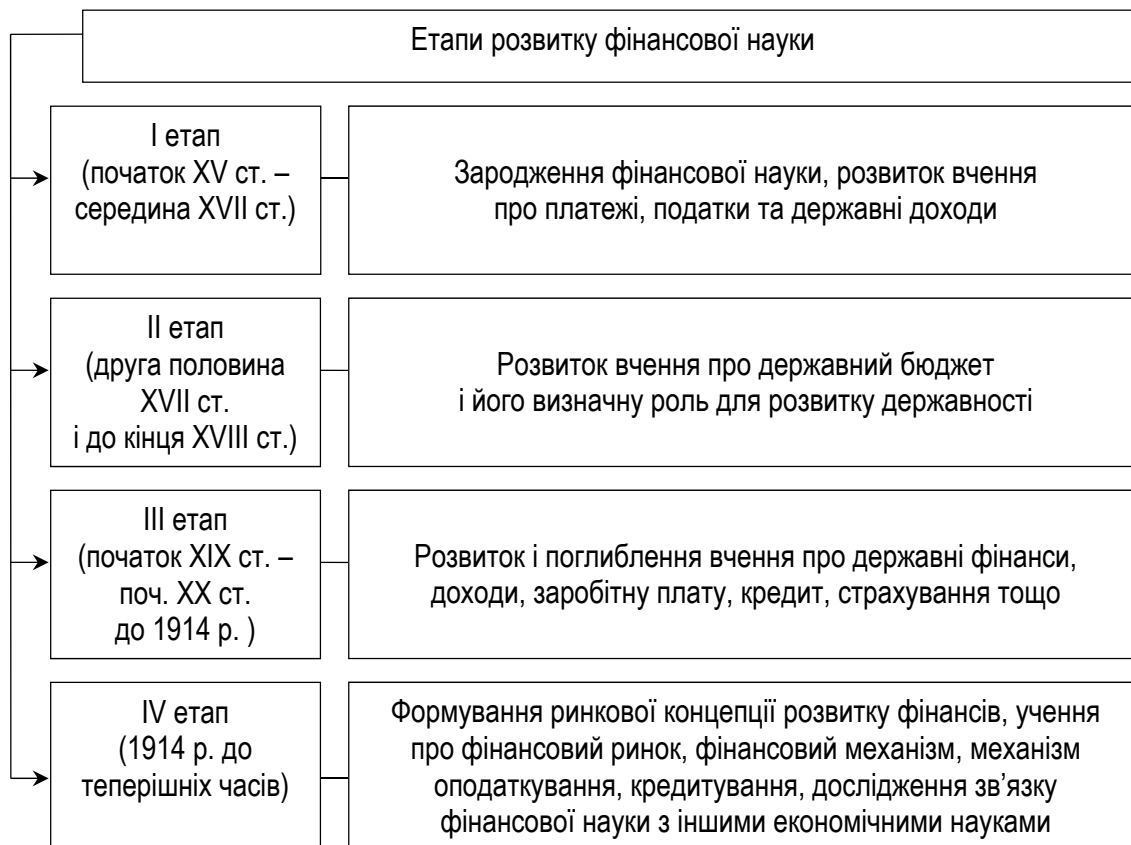 Етапи розвитку фінансової науки
І етап
(початок XV ст. –
середина XVII ст.)
Зародження фінансової науки, розвиток вчення
про платежі, податки та державні доходи
ІІ етап
(друга половина
XVII ст.
і до кінця XVIII ст.)
Розвиток вчення про державний бюджет
і його визначну роль для розвитку державності
ІІІ етап
(початок XIX ст. –
поч. XX ст.
до 1914 р. )
Розвиток і поглиблення вчення про державні фінанси,
доходи, заробітну плату, кредит, страхування тощо
IV етап
(1914 р. до
теперішніх часів)
Формування ринкової концепції розвитку фінансів, учення
про фінансовий ринок, фінансовий механізм, механізм
оподаткування, кредитування, дослідження зв’язку
фінансової науки з іншими економічними науками